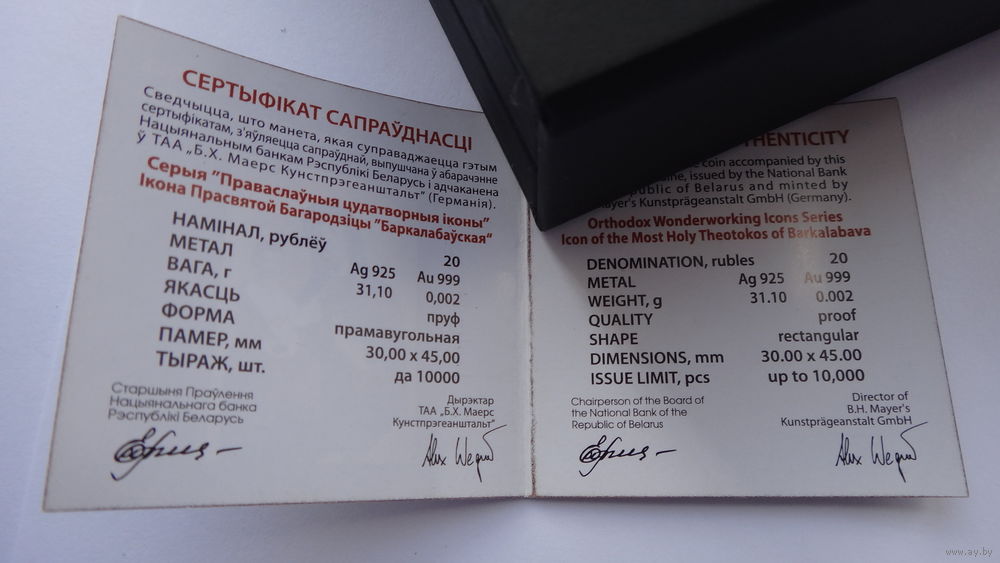 СЕРТЫФІКАТ САПРАЎДНАСЦІ
Сведчыцца, што манета, якая суправаджаецца гэтым
сертыфікатам, з'яўляецца сапраўднай, выпушчана ў абарачэнне
Нацыянальным банкам Рэспублікі Беларусь і адчаканена
ў ТАА „Б.Х. Маерс Кунстпрэгеанштальт“ (Германія).
Серыя "Праваслаўныя цудатворныя іконы"
Ікона Прасвятой Багародзіцы "Баркалабаўская"
НАМІНАЛ, рублёў 20
МЕТАЛ Ag 925 Au 999
ВАГА, г 31,10 0,002
ЯКАСЦЬ пруф
ФОРМА прамавугольная
ПАМЕР, мм 30,00 x 45,00
ТЫРАЖ, шт. да 10000
Старшыня Праўлення
Нацыянальнага банка
Рэспублікі Беларусь
Дырэктар
ТАА „Б.Х. Маерс
Кунстпрэгеанштальт“
HENTICITY
coin accompanied by this
issued by the National Bank
of Belarus and minted by
Mayer's Kunstprägeanstalt GmbH (Germany).
Orthodox Wonderworking Icons Series
Icon of the Most Holy Theotokos of Barkalabava
DENOMINATION, rubles 20
METAL Ag 925 Au 999
WEIGHT, g 31.10 0.002
QUALITY proof
SHAPE rectangular
DIMENSIONS, mm 30.00 x 45.00
ISSUE LIMIT, pcs up to 10,000
Chairperson of the Board of
the National Bank of the
Republic of Belarus
Director of
B.H. Mayer's
Kunstprägeanstalt GmbH
www.ay.by